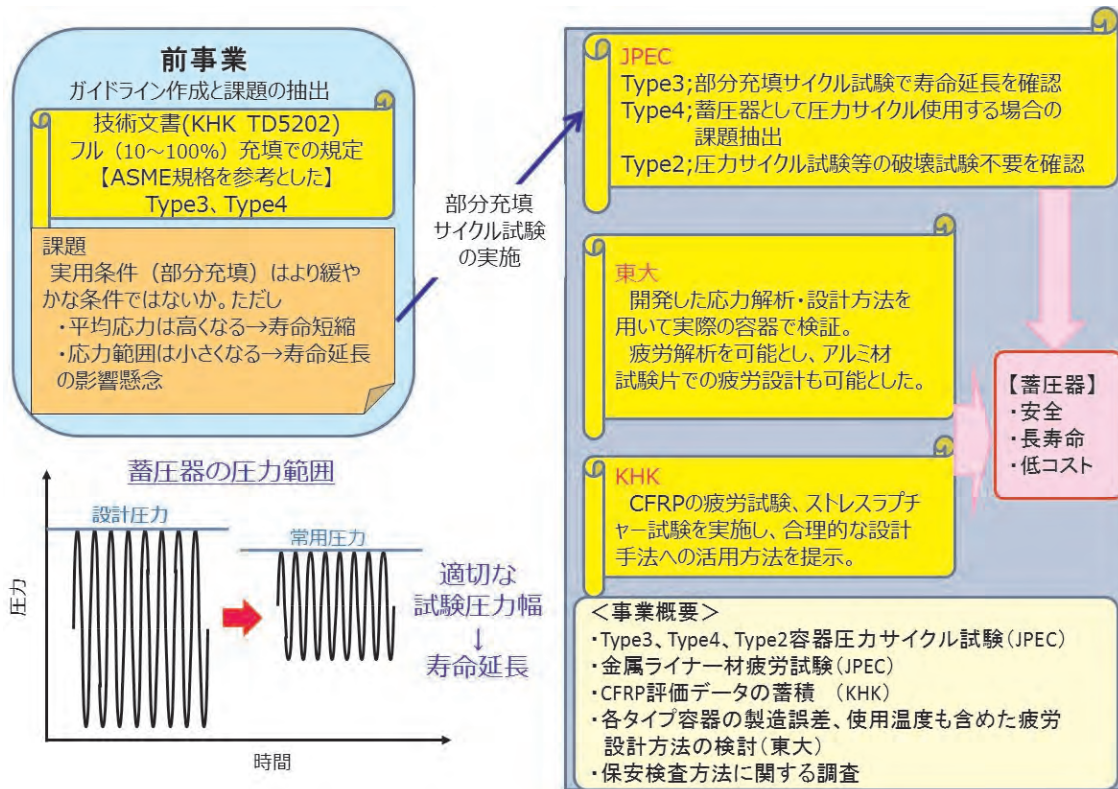 前事業
ガイドライン作成と課題の抽出
技術文書(KHK TD5202)
フル（10～100%）充填での規定
【ASME規格を参考とした】
Type3、Type4
課題
実用条件（部分充填）はより緩や
かな条件ではないか。ただし
・平均応力は高くなる→寿命短縮
・応力範囲は小さくなる→寿命延長
の影響懸念
部分充填
サイクル試験
の実施
蓄圧器の圧力範囲
設計圧力
常用圧力
圧力
時間
適切な
試験圧力幅
↓
寿命延長
JPEC
Type3;部分充填サイクル試験で寿命延長を確認
Type4;蓄圧器として圧力サイクル使用する場合の
課題抽出
Type2;圧力サイクル試験等の破壊試験不要を確認
東大
開発した応力解析・設計方法を
用いて実際の容器で検証。
疲労解析を可能とし、アルミ材
試験片での疲労設計も可能とした。
KHK
CFRPの疲労試験、ストレスラプチ
ャー試験を実施し、合理的な設計
手法への活用方法を提示。
【蓄圧器】
・安全
・長寿命
・低コスト
＜事業概要＞
・Type3、Type4、Type2容器圧力サイクル試験（JPEC）
・金属ライナー材疲労試験（JPEC）
・CFRP評価データの蓄積 （KHK）
・各タイプ容器の製造誤差、使用温度も含めた疲労
設計方法の検討（東大）
・保安検査方法に関する調査